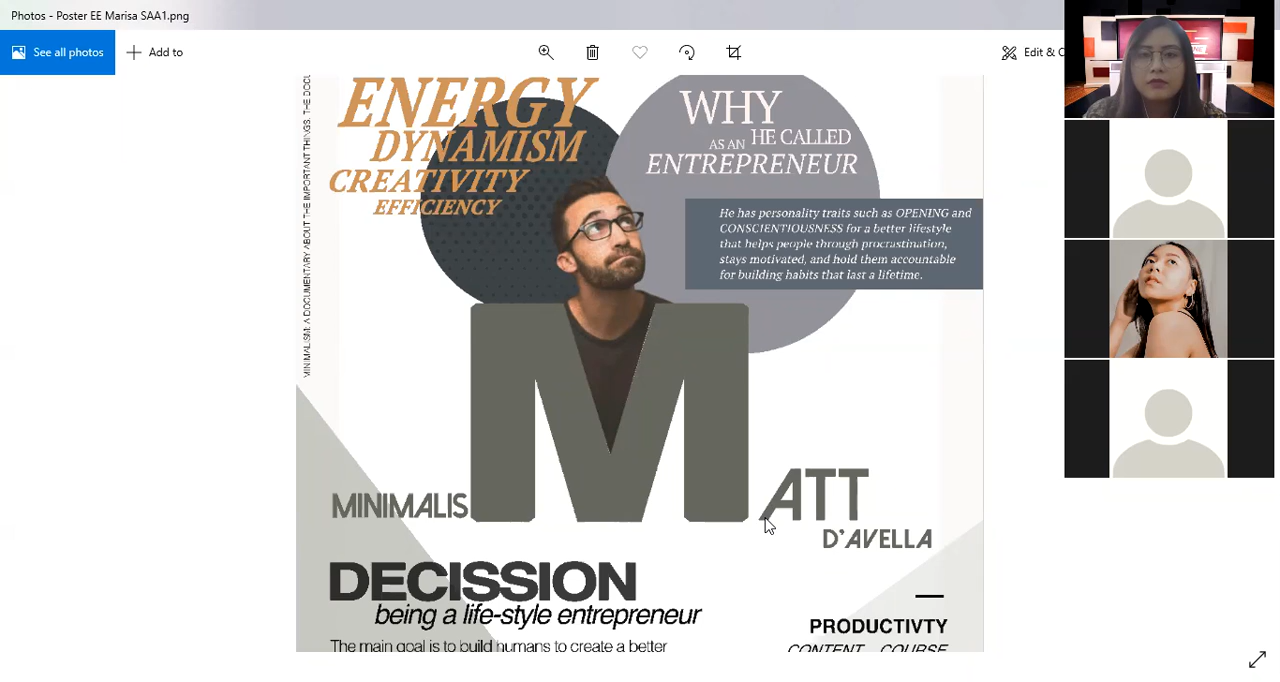 Photos - Poster EE Marisa SAA1.png
See all photos
Add to
Edit & C
MINIMALISM: A DOCUMENTARY ABOUT THE IMPORTANT THINGS. THE DOCU
ENERGY
DYNAMISM
CREATIVITY
EFFICIENCY
WHY
AS AN HE CALLED
ENTREPRENEUR
He has personality traits such as OPENING and
CONSCIENTIOUSNESS for a better lifestyle
that helps people through procrastination,
stays motivated, and hold them accountable
for building habits that last a lifetime.
MINIMALIS M ATT
D'AVELLA
DECISSION
being a life-style entrepreneur
The main goal is to build humans to create a better
PRODUCTIVTY
CONTENT COURSE